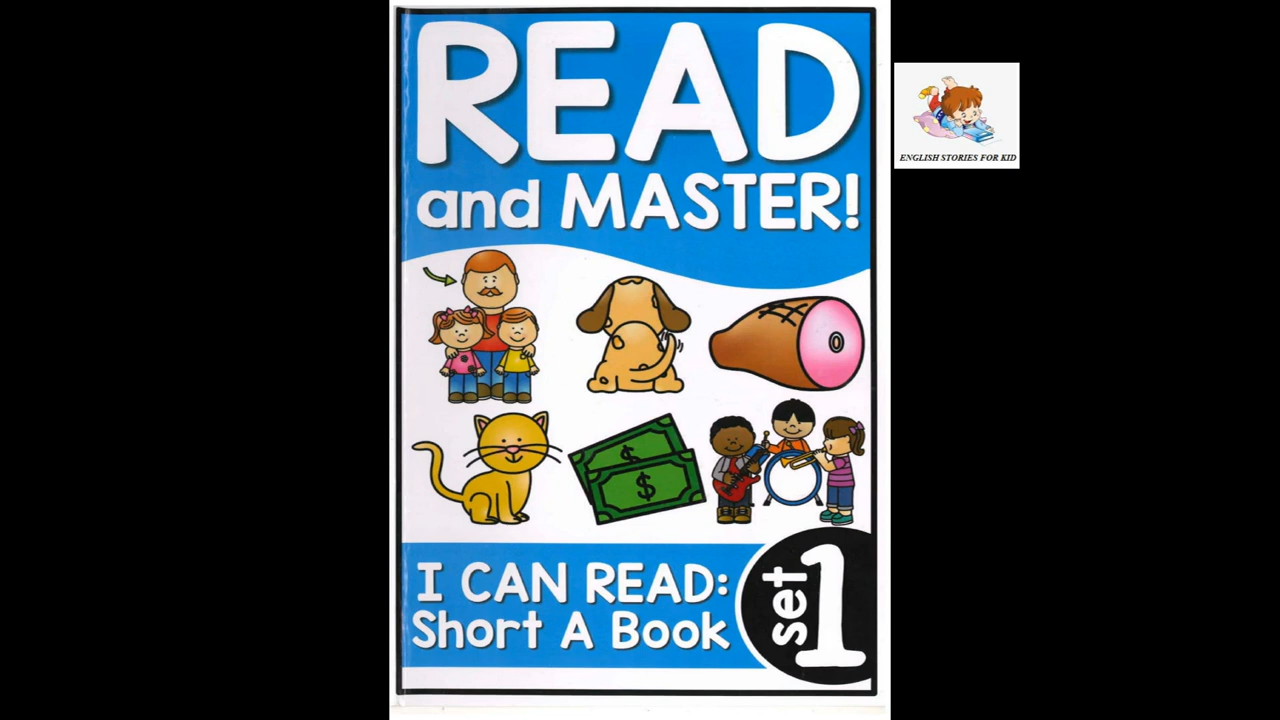 READ
and MASTER!
ENGLISH STORIES FOR KID
$
$
I CAN READ:
Short A Book
set 1